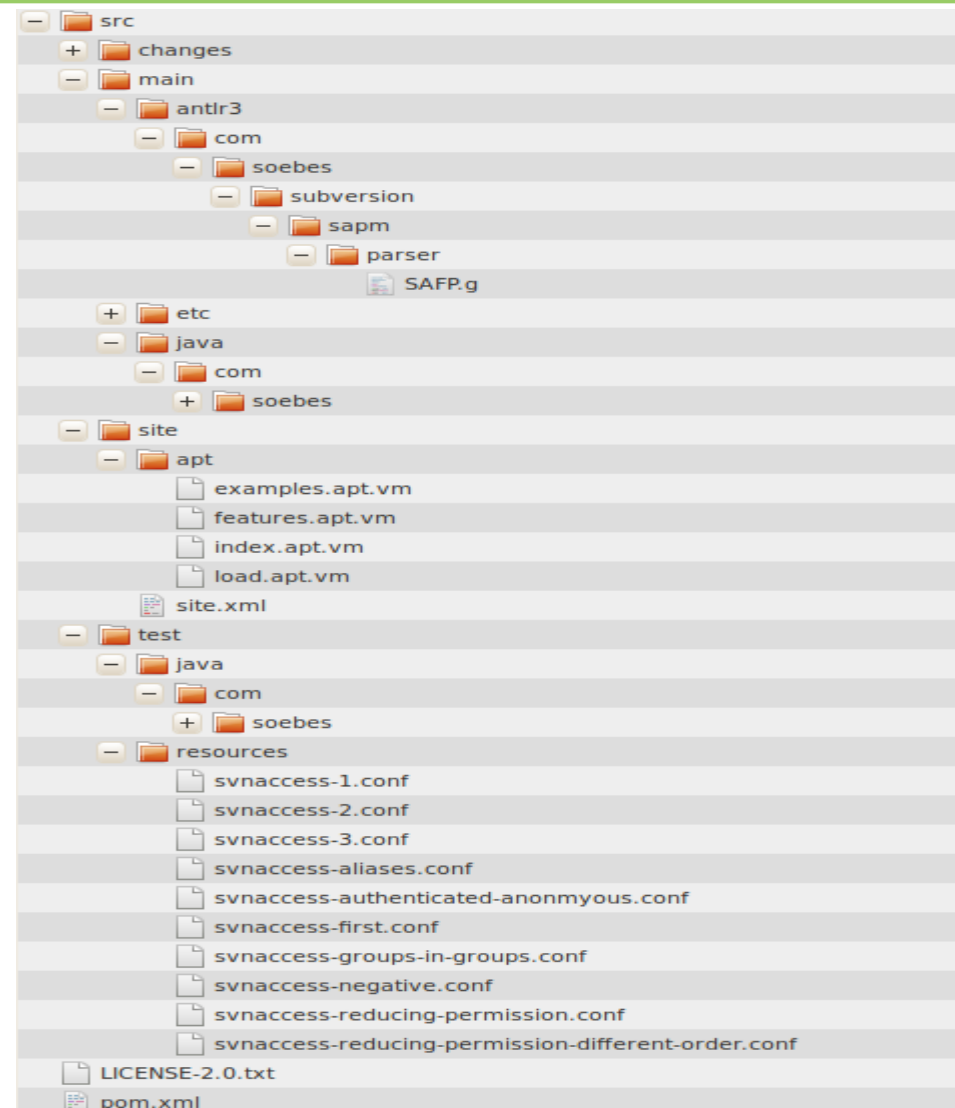 src
changes
main
antlr3
com
soebes
subversion
sapm
parser
SAFP.g
etc
java
com
soebes
site
apt
examples.apt.vm
features.apt.vm
index.apt.vm
load.apt.vm
site.xml
test
java
com
soebes
resources
svnaccess-1.conf
svnaccess-2.conf
svnaccess-3.conf
svnaccess-aliases.conf
svnaccess-authenticated-anonmyous.conf
svnaccess-first.conf
svnaccess-groups-in-groups.conf
svnaccess-negative.conf
svnaccess-reducing-permission.conf
svnaccess-reducing-permission-different-order.conf
LICENSE-2.0.txt
pom.xml